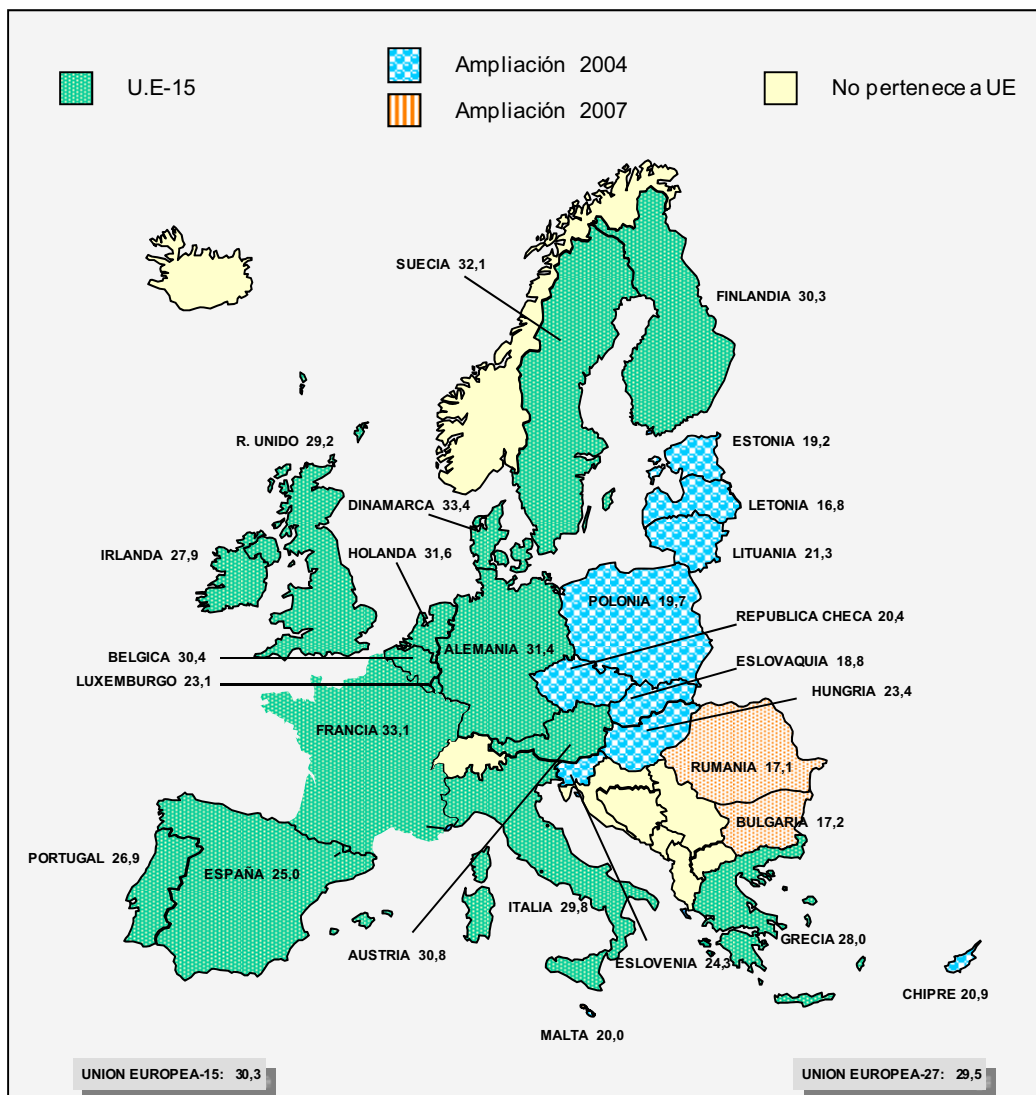 U.E-15
Ampliación 2004
Ampliación 2007
No pertenece a UE
SUECIA 32,1
FINLANDIA 30,3
R. UNIDO 29,2
ESTONIA 19,2
DINAMARCA 33,4
LETONIA 16,8
IRLANDA 27,9
HOLANDA 31,6
LITUANIA 21,3
POLONIA 19,7
REPUBLICA CHECA 20,4
BELGICA 30,4
ALEMANIA 31,4
ESLOVAQUIA 18,8
LUXEMBURGO 23,1
HUNGRIA 23,4
FRANCIA 33,1
RUMANIA 17,1
BULGARIA 17,2
PORTUGAL 26,9
ESPAÑA 25,0
ITALIA 29,8
GRECIA 28,0
AUSTRIA 30,8
ESLOVENIA 24,3
CHIPRE 20,9
MALTA 20,0
UNION EUROPEA-15: 30,3
UNION EUROPEA-27: 29,5